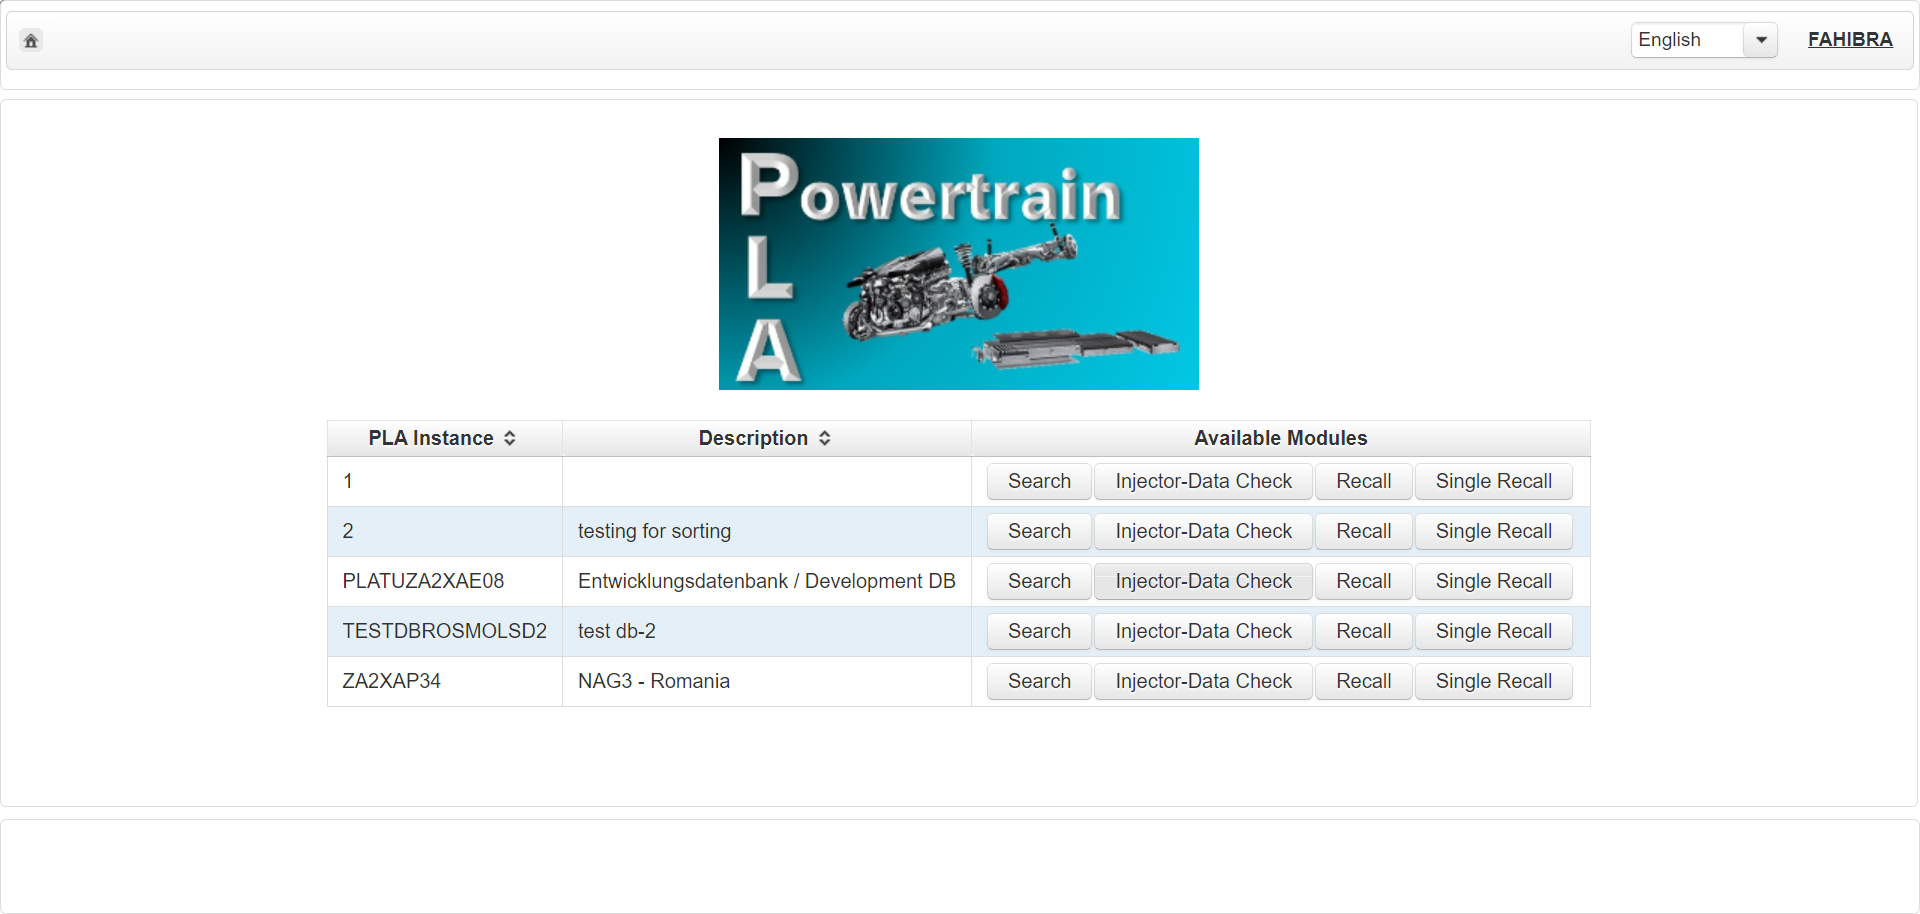 English FAHIBRA
Powertrain
L
A
PLA Instance Description Available Modules
1 Search Injector-Data Check Recall Single Recall
2 testing for sorting Search Injector-Data Check Recall Single Recall
PLATUZA2XAE08 Entwicklungsdatenbank / Development DB Search Injector-Data Check Recall Single Recall
TESTDBROSMOLSD2 test db-2 Search Injector-Data Check Recall Single Recall
ZA2XAP34 NAG3 - Romania Search Injector-Data Check Recall Single Recall